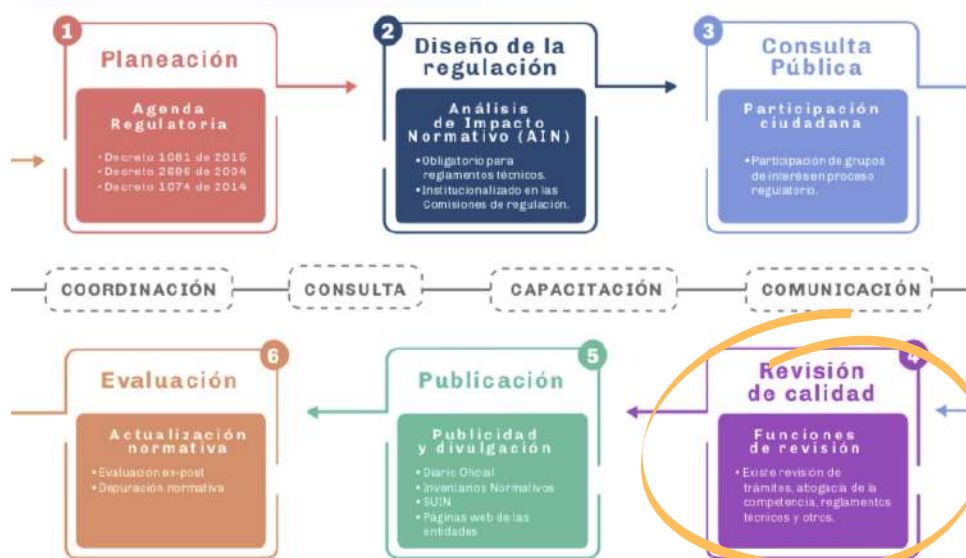 1
Planeación
Agenda
Regulatoria
• Decreto 1081 de 2015
• Decreto 2696 de 2004
• Decreto 1074 de 2014
2
Diseño de la
regulación
Análisis
de Impacto
Normativo (AIN)
• Obligatorio para
reglamentos técnicos.
• Institucionalizado en las
Comisiones de regulación.
3
Consulta
Pública
Participación
ciudadana
• Participación de grupos
de interés en proceso
regulatorio.
COORDINACIÓN
CONSULTA
CAPACITACIÓN
COMUNICACIÓN
6
Evaluación
Actualización
normativa
• Evaluación ex-post
• Depuración normativa
5
Publicación
Publicidad
y divulgación
• Diario Oficial
• Inventarios Normativos
• SUIN
• Páginas web de las
entidades
4
Revisión
de calidad
Funciones
de revisión
• Existe revisión de
trámites, abogacía de la
competencia, reglamentos
técnicos y otros.